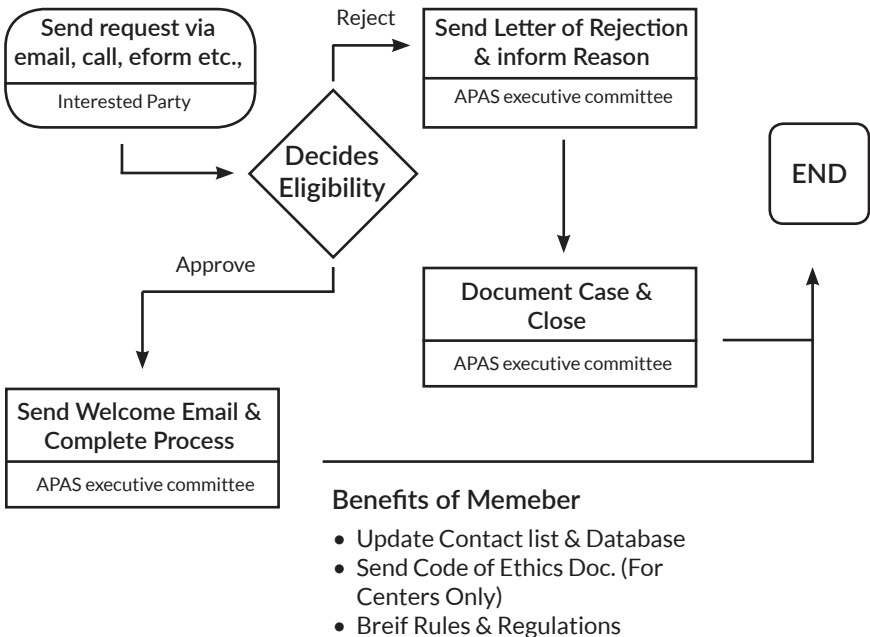 Send request via
email, call, eform etc.,
Interested Party
Reject
Send Letter of Rejection
& inform Reason
APAS executive committee
Decides
Eligibility
END
Approve
Document Case &
Close
APAS executive committee
Send Welcome Email &
Complete Process
APAS executive committee
Benefits of Memeber
• Update Contact list & Database
• Send Code of Ethics Doc. (For
Centers Only)
• Breif Rules & Regulations